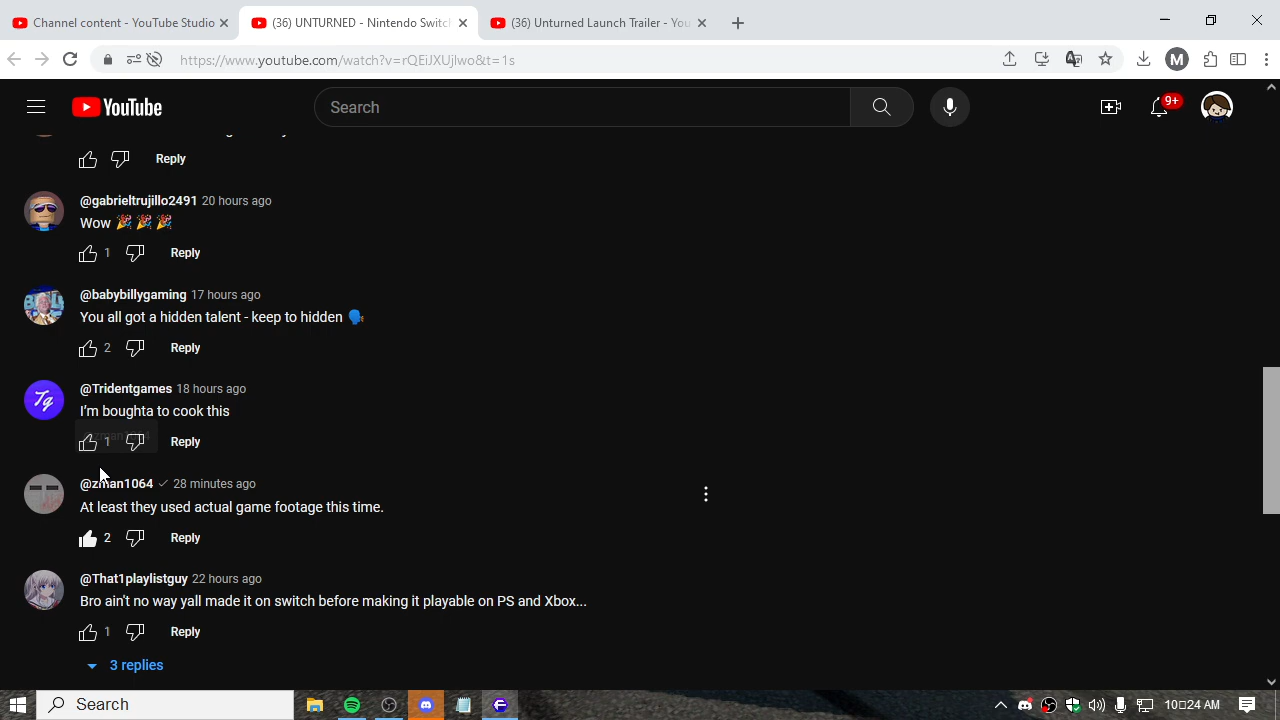 Channel content - YouTube Studio
(36) UNTURNED - Nintendo Switc
(36) Unturned Launch Trailer - You
https://www.youtube.com/watch?v=rQEiJXUjlwo&t=1s
M
YouTube
Search
9+
Reply
@gabrieltrujillo2491 20 hours ago
Wow 🎉 🎉 🎉
1 Reply
@babybillygaming 17 hours ago
You all got a hidden talent - keep to hidden 🗣
2 Reply
Tg
@Tridentgames 18 hours ago
I'm boughta to cook this
1 Reply
@zman1064 28 minutes ago
At least they used actual game footage this time.
2 Reply
@That1playlistguy 22 hours ago
Bro ain't no way yall made it on switch before making it playable on PS and Xbox...
1 Reply
3 replies
Search
10:24 AM